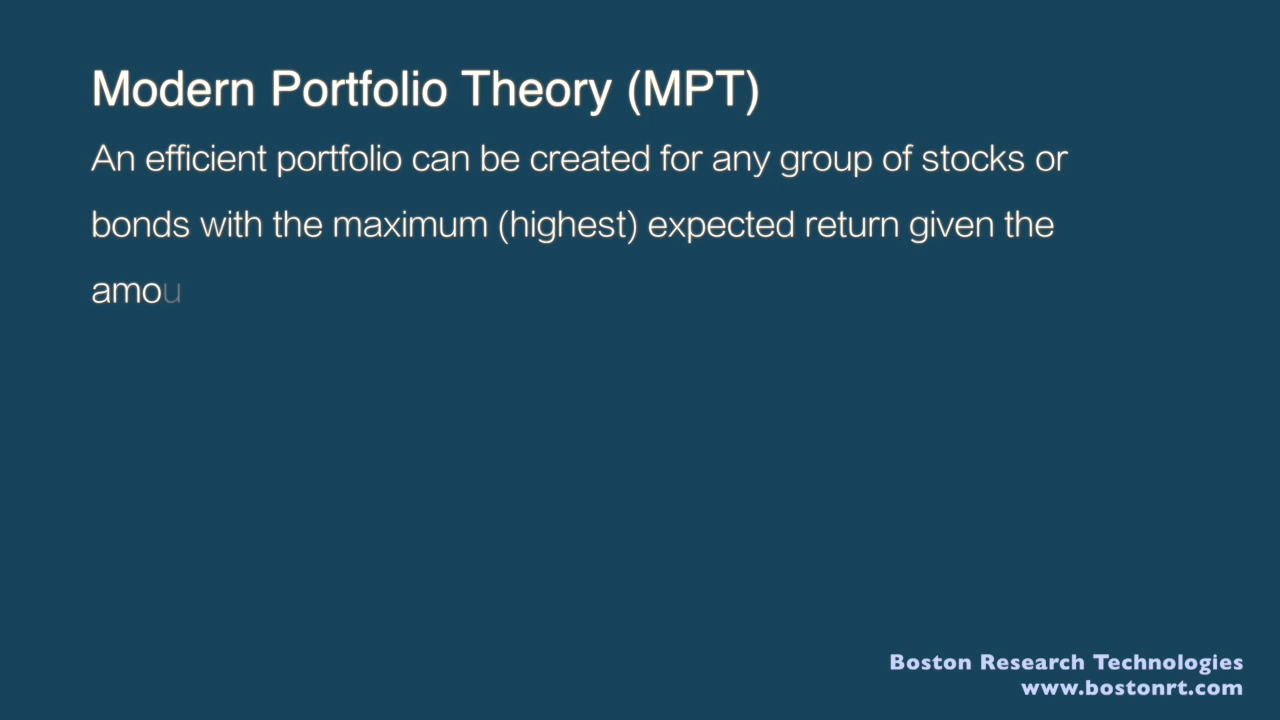 Modern Portfolio Theory (MPT)
An efficient portfolio can be created for any group of stocks or
bonds with the maximum (highest) expected return given the
amou
Boston Research Technologies
www.bostonrt.com